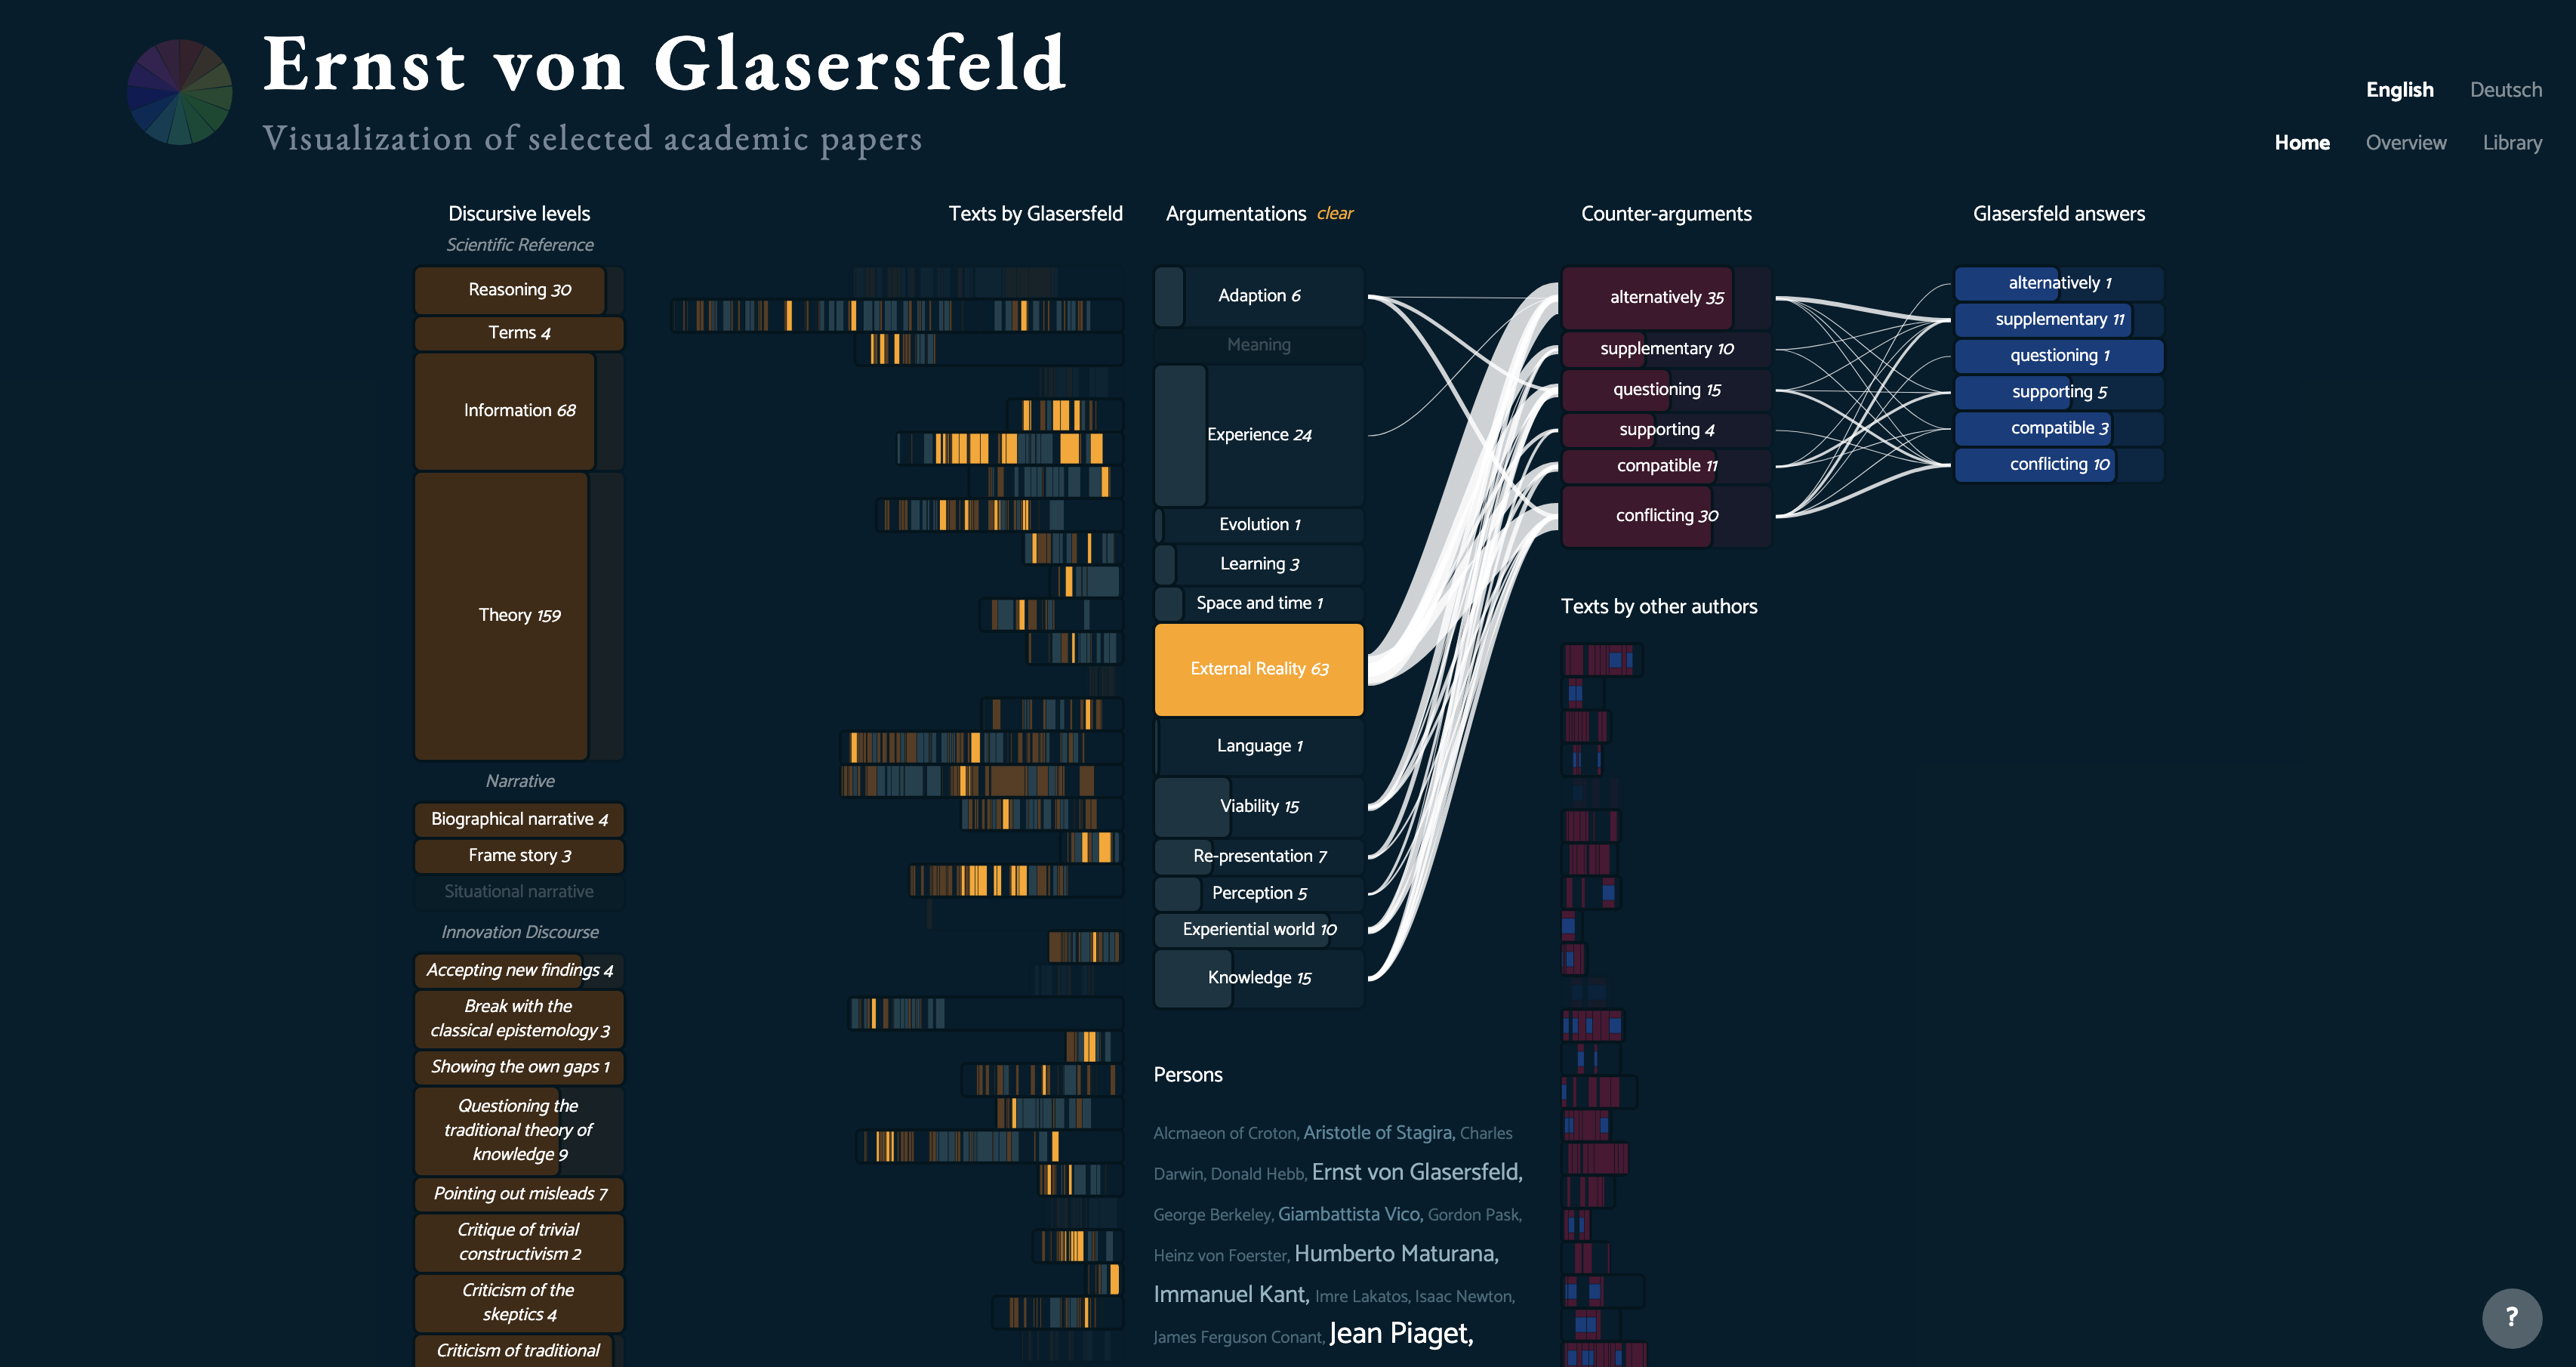 Ernst von Glasersfeld
Visualization of selected academic papers
English
Deutsch
Home
Overview
Library
Discursive levels
Scientific Reference
Reasoning 30
Terms 4
Information 68
Theory 159
Narrative
Biographical narrative 4
Frame story 3
Situational narrative
Innovation Discourse
Accepting new findings 4
Break with the
classical epistemology 3
Showing the own gaps 1
Questioning the
traditional theory of
knowledge 9
Pointing out misleads 7
Critique of trivial
constructivism 2
Criticism of the
skeptics 4
Criticism of traditional
Texts by Glasersfeld
Argumentations clear
Adaption 6
Meaning
Experience 24
Evolution 1
Learning 3
Space and time 1
External Reality 63
Language 1
Viability 15
Re-presentation 7
Perception 5
Experiential world 10
Knowledge 15
Persons
Alcmaeon of Croton, Aristotle of Stagira, Charles
Darwin, Donald Hebb, Ernst von Glasersfeld,
George Berkeley, Giambattista Vico, Gordon Pask,
Heinz von Foerster, Humberto Maturana,
Immanuel Kant, Imre Lakatos, Isaac Newton,
James Ferguson Conant, Jean Piaget,
Counter-arguments
alternatively 35
supplementary 10
questioning 15
supporting 4
compatible 11
conflicting 30
Texts by other authors
Glasersfeld answers
alternatively 1
supplementary 11
questioning 1
supporting 5
compatible 3
conflicting 10
?